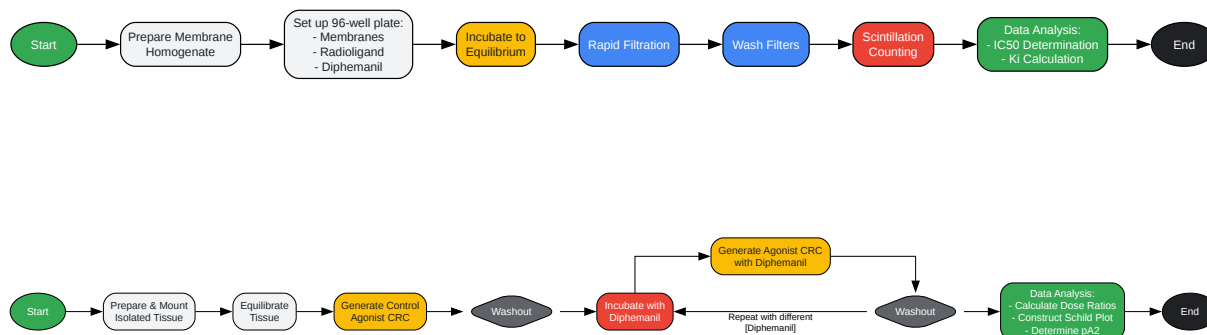 Start
Prepare Membrane
Homogenate
Set up 96-well plate:
- Membranes
- Radioligand
- Diphemanil
Incubate to
Equilibrium
Rapid Filtration
Wash Filters
Scintillation
Counting
Data Analysis:
- IC50 Determination
- Ki Calculation
End
Start
Prepare & Mount
Isolated Tissue
Equilibrate
Tissue
Generate Control
Agonist CRC
Washout
Incubate with
Diphemanil
Generate Agonist CRC
with Diphemanil
Repeat with different
[Diphemanil]
Washout
Data Analysis:
- Calculate Dose Ratios
- Construct Schild Plot
- Determine pA2
End